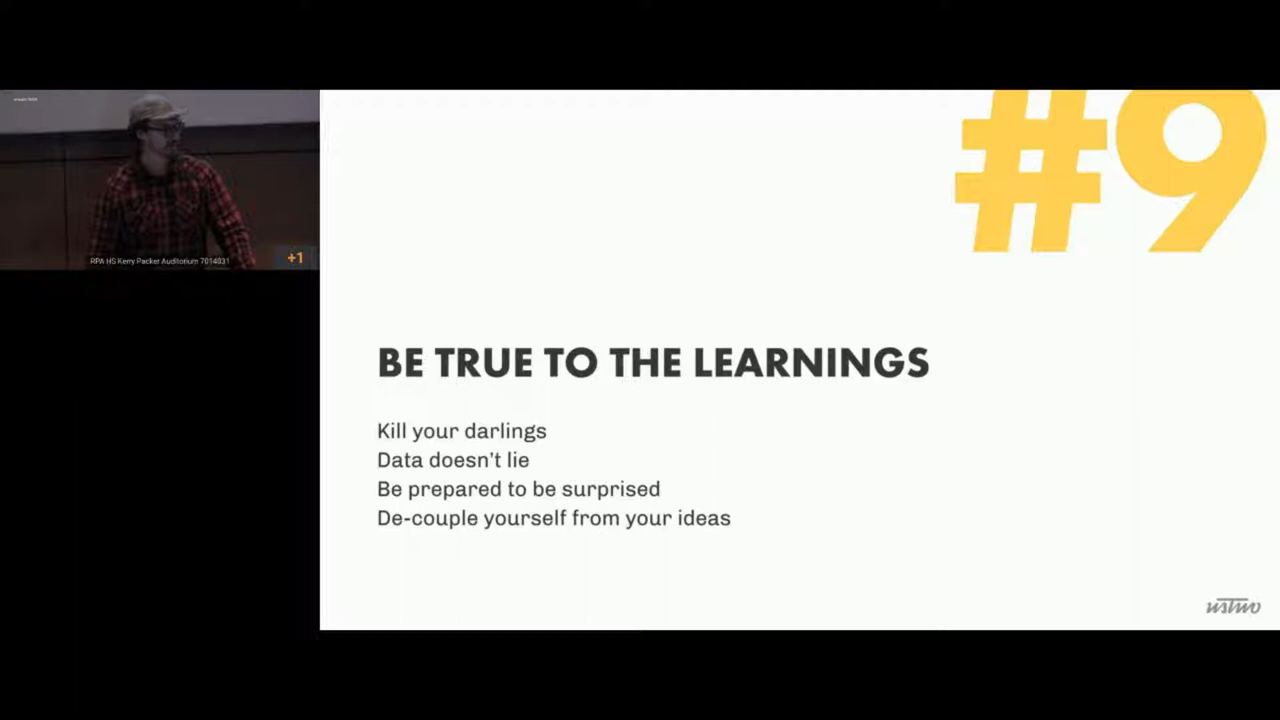 RPA HS Kerry Packer Auditorium 7014031
+1
#9
BE TRUE TO THE LEARNINGS
Kill your darlings
Data doesn't lie
Be prepared to be surprised
De-couple yourself from your ideas
ustwo